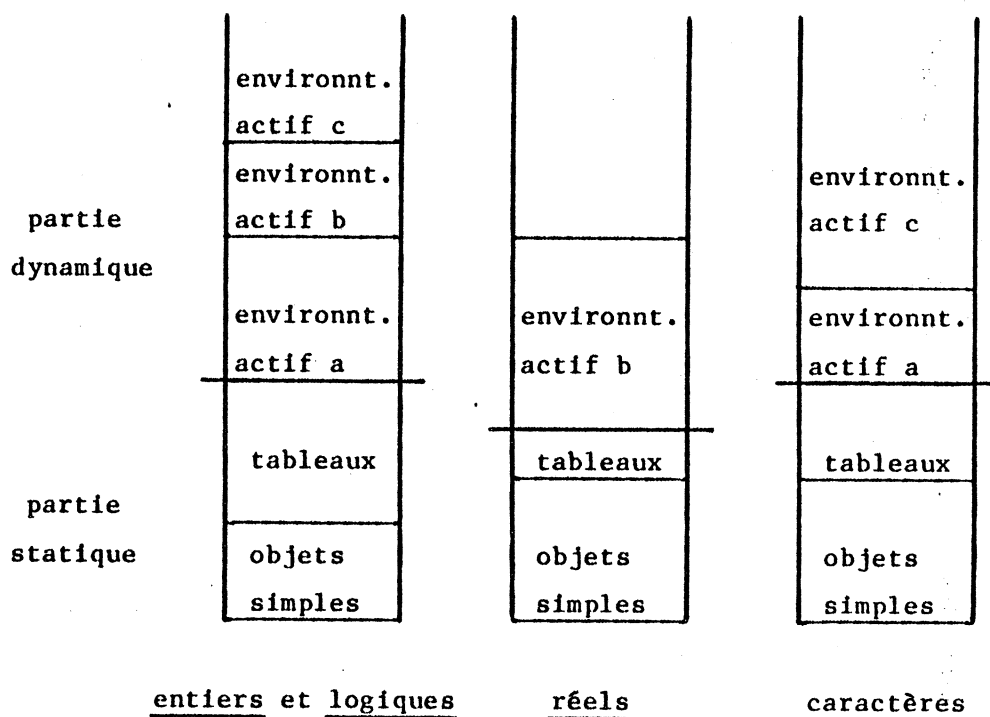 environnt.
actif c
environnt.
actif b
environnt.
actif a
tableaux
objets
simples
environnt.
actif b
tableaux
objets
simples
environnt.
actif c
environnt.
actif a
tableaux
objets
simples
partie
dynamique
partie
statique
entiers et logiques
réels
caractères